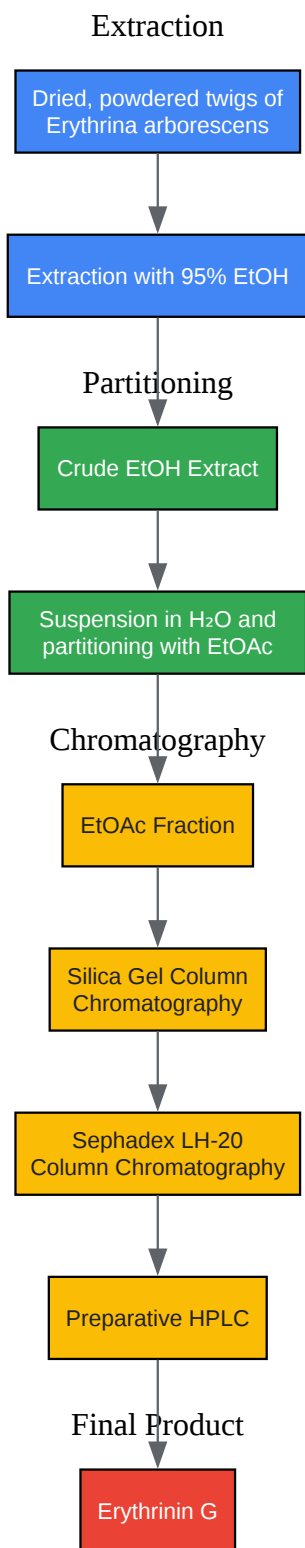 Extraction
Dried, powdered twigs of
Erythrina arborescens
Extraction with 95% EtOH
Partitioning
Crude EtOH Extract
Suspension in H₂O and
partitioning with EtOAc
Chromatography
EtOAc Fraction
Silica Gel Column
Chromatography
Sephadex LH-20
Column Chromatography
Preparative HPLC
Final Product
Erythrinin G